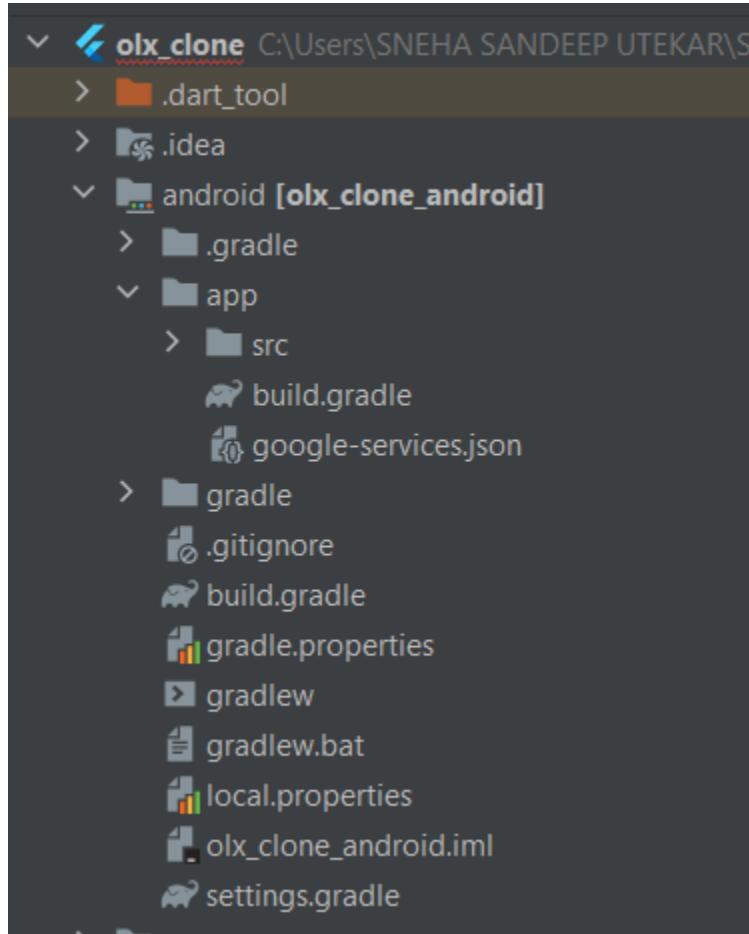 olx_clone C:\Users\SNEHA SANDEEP UTEKAR\S
.dart_tool
.idea
android [olx_clone_android]
.gradle
app
src
build.gradle
google-services.json
gradle
.gitignore
build.gradle
gradle.properties
gradlew
gradlew.bat
local.properties
olx_clone_android.iml
settings.gradle